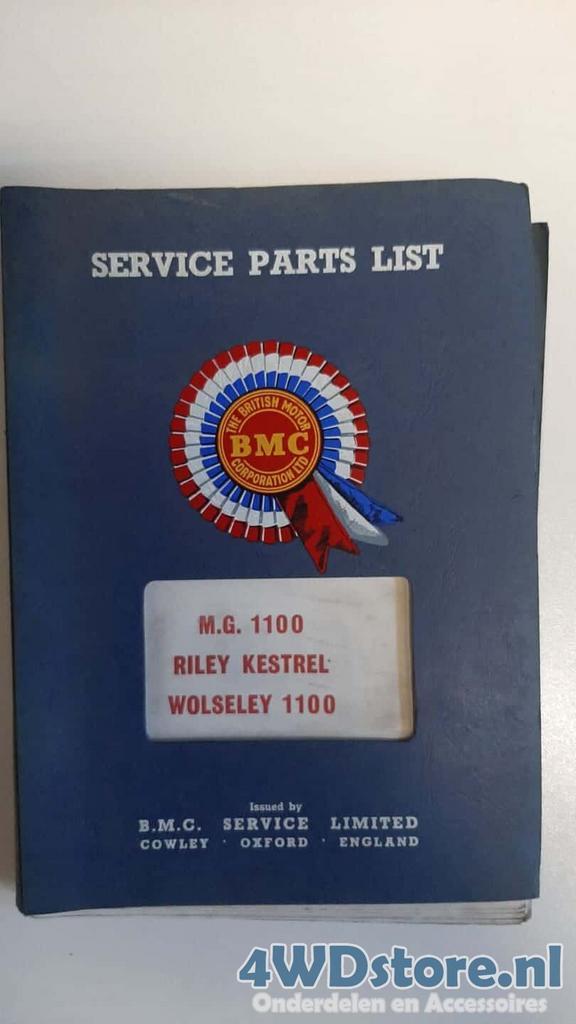 SERVICE PARTS LIST
THE BRITISH MOTOR
BMC
CORPORATION LTD
M.G. 1100
RILEY KESTREL
WOLSELEY 1100
Issued by
B.M.C. SERVICE LIMITED
COWLEY · OXFORD · ENGLAND
4WDstore.nl
Onderdelen en Accessoires